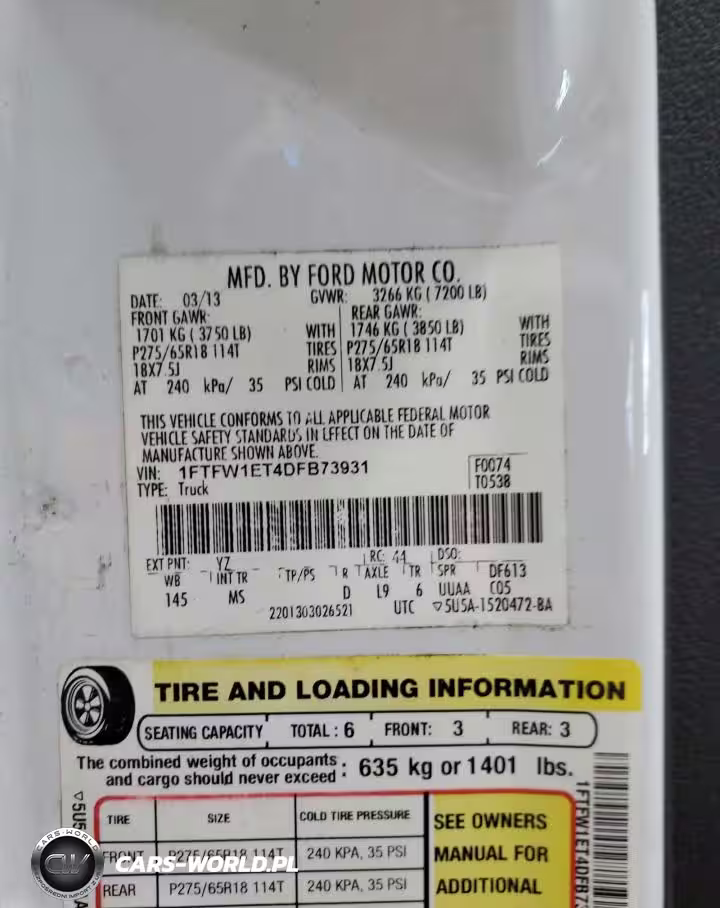 MFD. BY FORD MOTOR CO.
DATE: 03/13 GVWR: 3266 KG ( 7200 LB)
FRONT GAWR: REAR GAWR:
1701 KG ( 3750 LB) WITH 1746 KG ( 3850 LB) WITH
P275/65R18 114T TIRES P275/65R18 114T TIRES
18X7.5J RIMS 18X7.5J RIMS
AT 240 kPa/ 35 PSI COLD AT 240 kPa/ 35 PSI COLD
THIS VEHICLE CONFORMS TO ALL APPLICABLE FEDERAL MOTOR
VEHICLE SAFETY STANDARDS IN EFFECT ON THE DATE OF
MANUFACTURE SHOWN ABOVE.
VIN: 1FTFW1ET4DFB73931 F0074
TYPE: Truck T0538
EXT PNT: YZ RC: 44 DSO:
WB INT TR TP/PS R AXLE TR SPR DF613
145 MS D L9 6 UUAA C05
2201303026521 UTC ▽5U5A-1520472-BA
TIRE AND LOADING INFORMATION
SEATING CAPACITY TOTAL : 6 FRONT: 3 REAR: 3
The combined weight of occupants
and cargo should never exceed : 635 kg or 1401 lbs.
TIRE SIZE COLD TIRE PRESSURE SEE OWNERS
FRONT P275/65R18 114T 240 KPA, 35 PSI MANUAL FOR
REAR P275/65R18 114T 240 KPA, 35 PSI ADDITIONAL
▽5U5
1FTFW1ET4DFB7
CARS-WORLD
CW
CARS-WORLD.PL